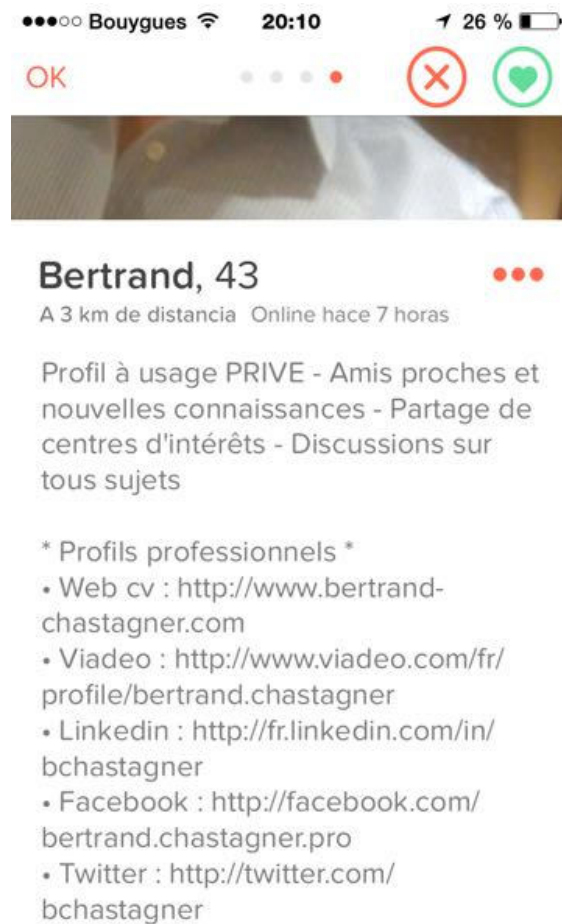 Bouygues 20:10 26 %
OK
Bertrand, 43
A 3 km de distancia Online hace 7 horas
Profil à usage PRIVE - Amis proches et
nouvelles connaissances - Partage de
centres d'intérêts - Discussions sur
tous sujets
* Profils professionnels *
• Web cv : http://www.bertrand-
chastagner.com
• Viadeo : http://www.viadeo.com/fr/
profile/bertrand.chastagner
• Linkedin : http://fr.linkedin.com/in/
bchastagner
• Facebook : http://facebook.com/
bertrand.chastagner.pro
• Twitter : http://twitter.com/
bchastagner